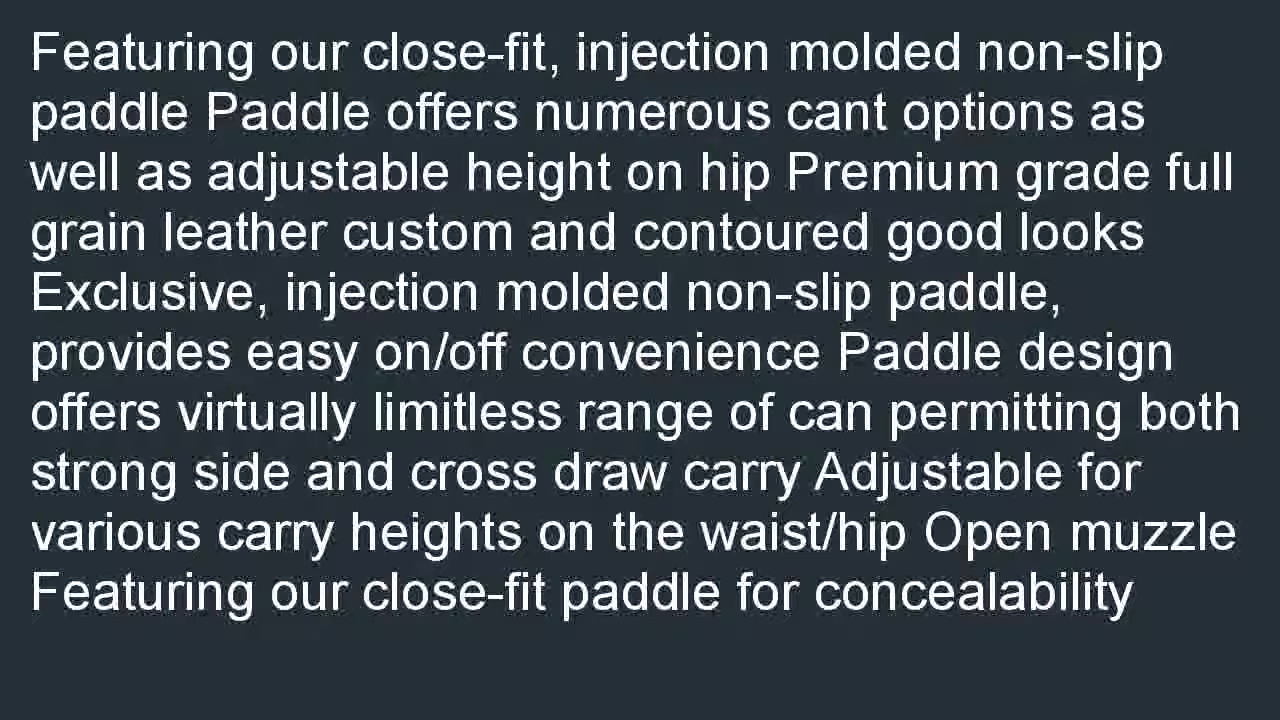 Featuring our close-fit, injection molded non-slip
paddle Paddle offers numerous cant options as
well as adjustable height on hip Premium grade full
grain leather custom and contoured good looks
Exclusive, injection molded non-slip paddle,
provides easy on/off convenience Paddle design
offers virtually limitless range of can permitting both
strong side and cross draw carry Adjustable for
various carry heights on the waist/hip Open muzzle
Featuring our close-fit paddle for concealability